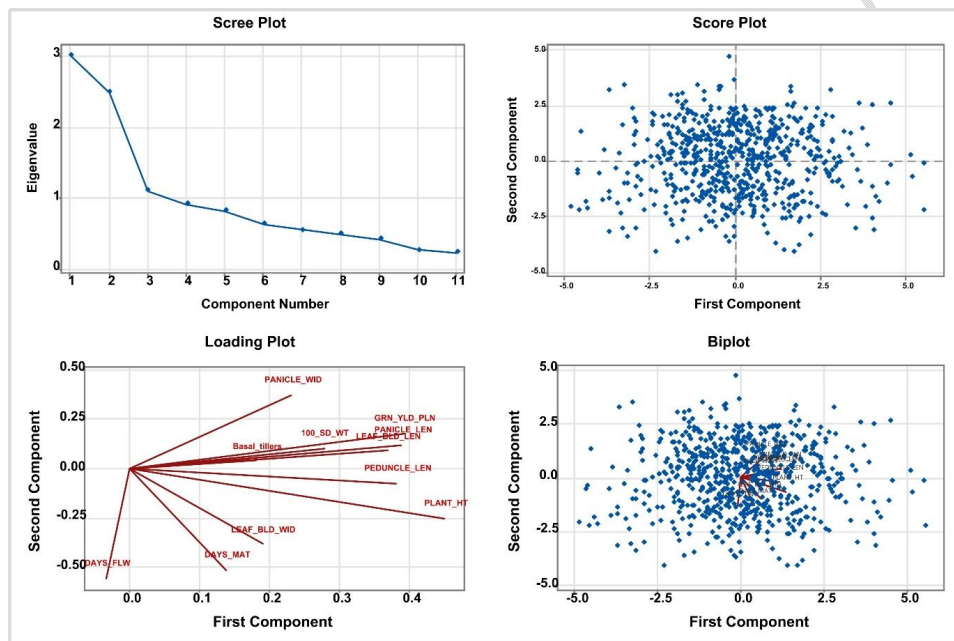 Scree Plot
3
2
1
0
Eigenvalue
1 2 3 4 5 6 7 8 9 10 11
Component Number
Score Plot
5.0
2.5
0.0
-2.5
-5.0
Second Component
-5.0 -2.5 0.0 2.5 5.0
First Component
Loading Plot
0.50
0.25
0.00
-0.25
-0.50
Second Component
PANICLE_WID
GRN_YLD_PLN
100_SD_WT
PANICLE_LEN
LEAF_BLD_LEN
Basal_tillers
PEDUNCLE_LEN
PLANT_HT
LEAF_BLD_WID
DAYS_MAT
DAYS_FLW
0.0 0.1 0.2 0.3 0.4
First Component
Biplot
5.0
2.5
0.0
-2.5
-5.0
Second Component
-5.0 -2.5 0.0 2.5 5.0
First Component